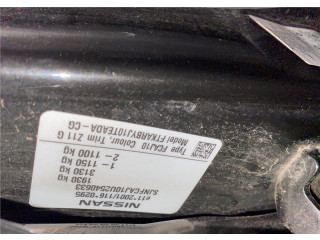 NISSAN
e11*2001/116*0295
SJNFCAJ10U2540633
1930 kg
3130 kg
1 - 1150 kg
2 - 1100 kg
Type FCAJ10 Colour, Trim Z11 G
Model FTKARBYJ10TEADA-CG